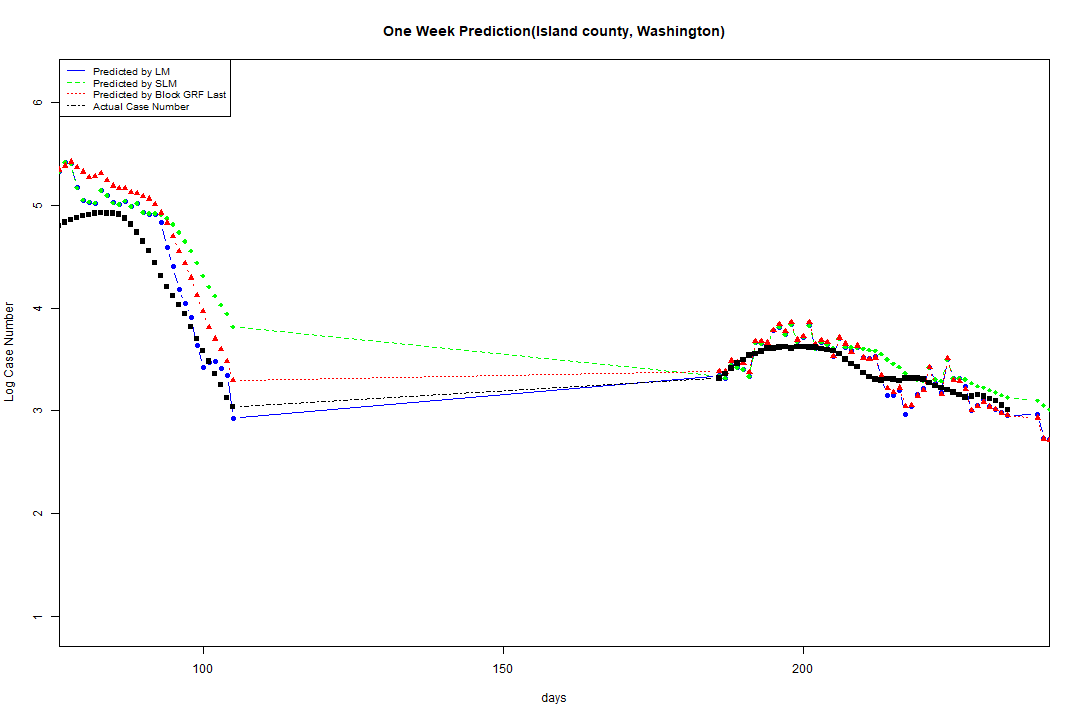 One Week Prediction(Island county, Washington)
Predicted by LM
Predicted by SLM
Predicted by Block GRF Last
Actual Case Number
6
5
4
3
2
1
Log Case Number
100
150
200
days